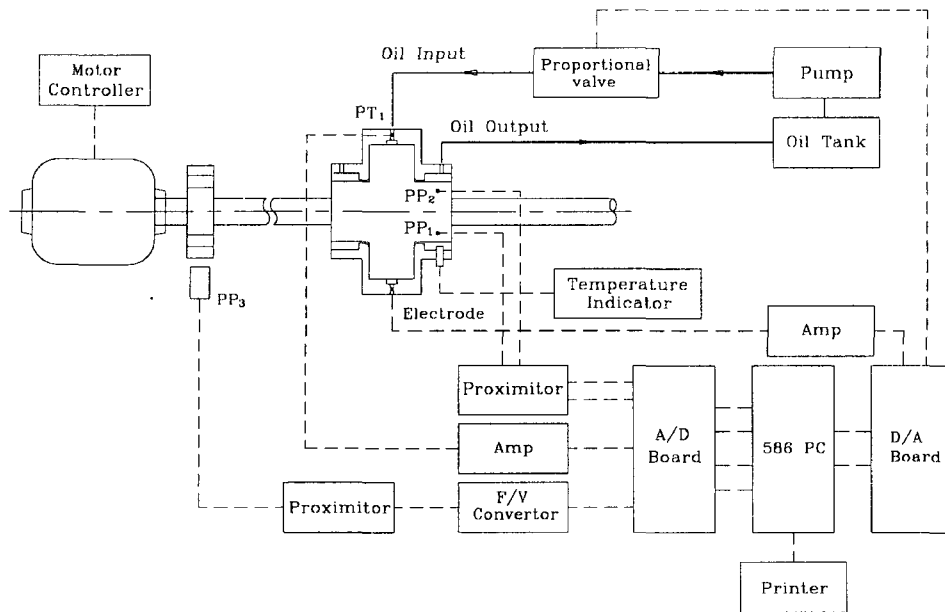 Motor
Controller
Oil Input
Proportional
valve
Pump
PT₁
Oil Output
Oil Tank
PP₂
PP₁
PP₃
Temperature
Indicator
Electrode
Amp
Proximitor
A/D
Board
586 PC
D/A
Board
Amp
Proximitor
F/V
Convertor
Printer